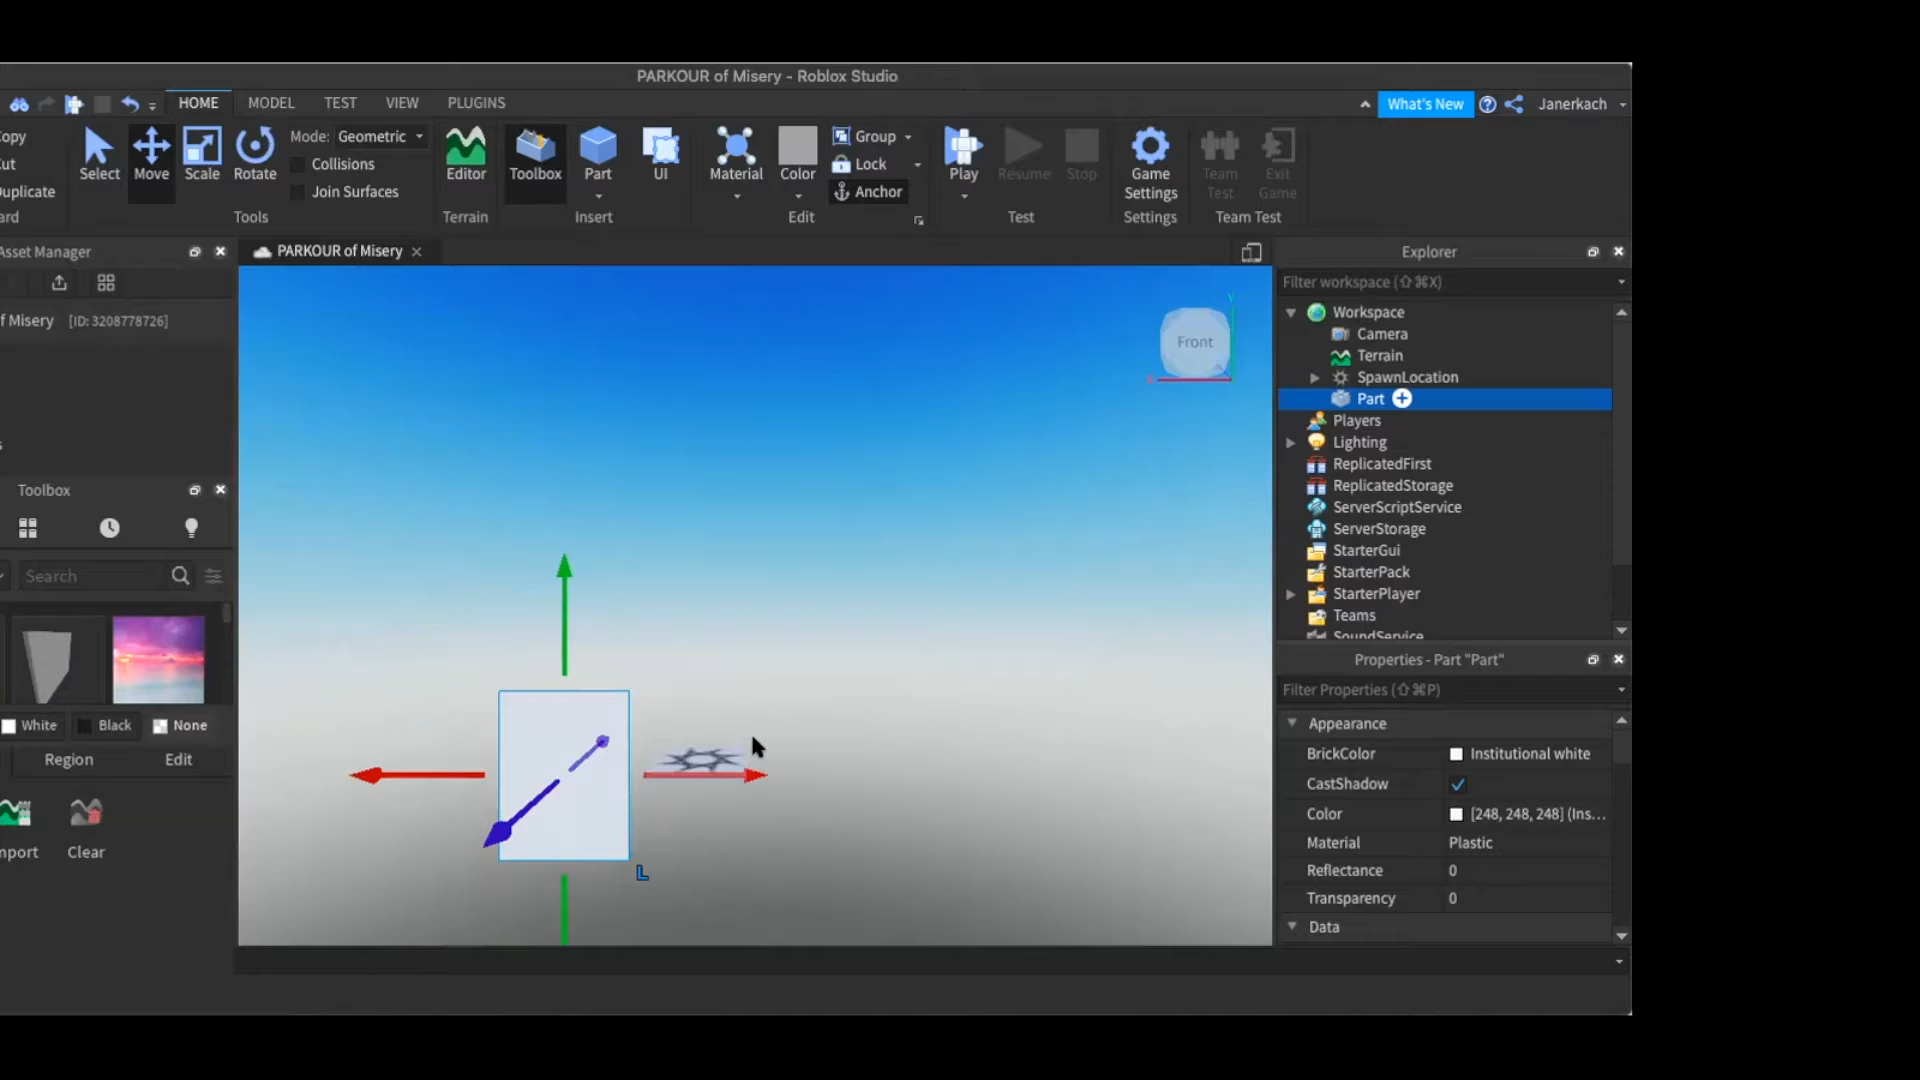 PARKOUR of Misery - Roblox Studio
HOME MODEL TEST VIEW PLUGINS
What's New ? Janerkach
opy
ut
uplicate
ard
Select Move Scale Rotate
Mode: Geometric
Collisions
Join Surfaces
Tools
Editor
Terrain
Toolbox Part UI
Insert
Material Color
Group
Lock
Anchor
Edit
Play Resume Stop
Test
Game Settings
Settings
Team Test
Exit Game
Team Test
Asset Manager
PARKOUR of Misery
f Misery [ID: 3208778726]
s
Toolbox
Search
White Black None
Region Edit
mport Clear
Front
Y
L
Explorer
Filter workspace (⇧⌘X)
Workspace
Camera
Terrain
SpawnLocation
Part
Players
Lighting
ReplicatedFirst
ReplicatedStorage
ServerScriptService
ServerStorage
StarterGui
StarterPack
StarterPlayer
Teams
SoundService
Properties - Part "Part"
Filter Properties (⇧⌘P)
Appearance
BrickColor Institutional white
CastShadow
Color [248, 248, 248] (Ins...
Material Plastic
Reflectance 0
Transparency 0
Data